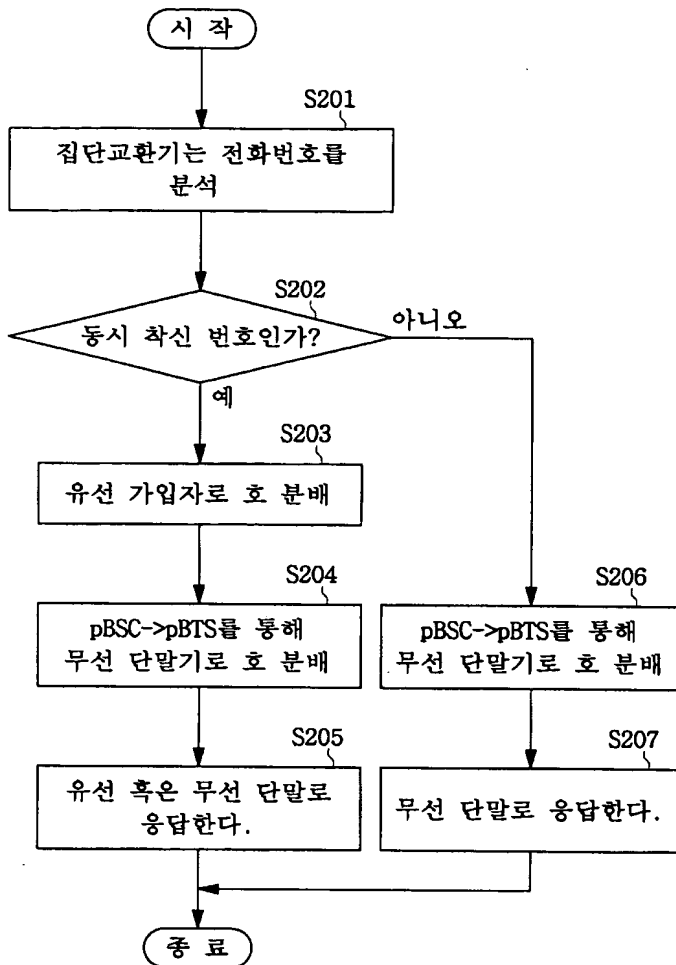 시 작
S201
집단교환기는 전화번호를
분석
S202
동시 착신 번호인가?
아니오
예
S203
유선 가입자로 호 분배
S204
pBSC->pBTS를 통해
무선 단말기로 호 분배
S205
유선 혹은 무선 단말로
응답한다.
S206
pBSC->pBTS를 통해
무선 단말기로 호 분배
S207
무선 단말로 응답한다.
종 료